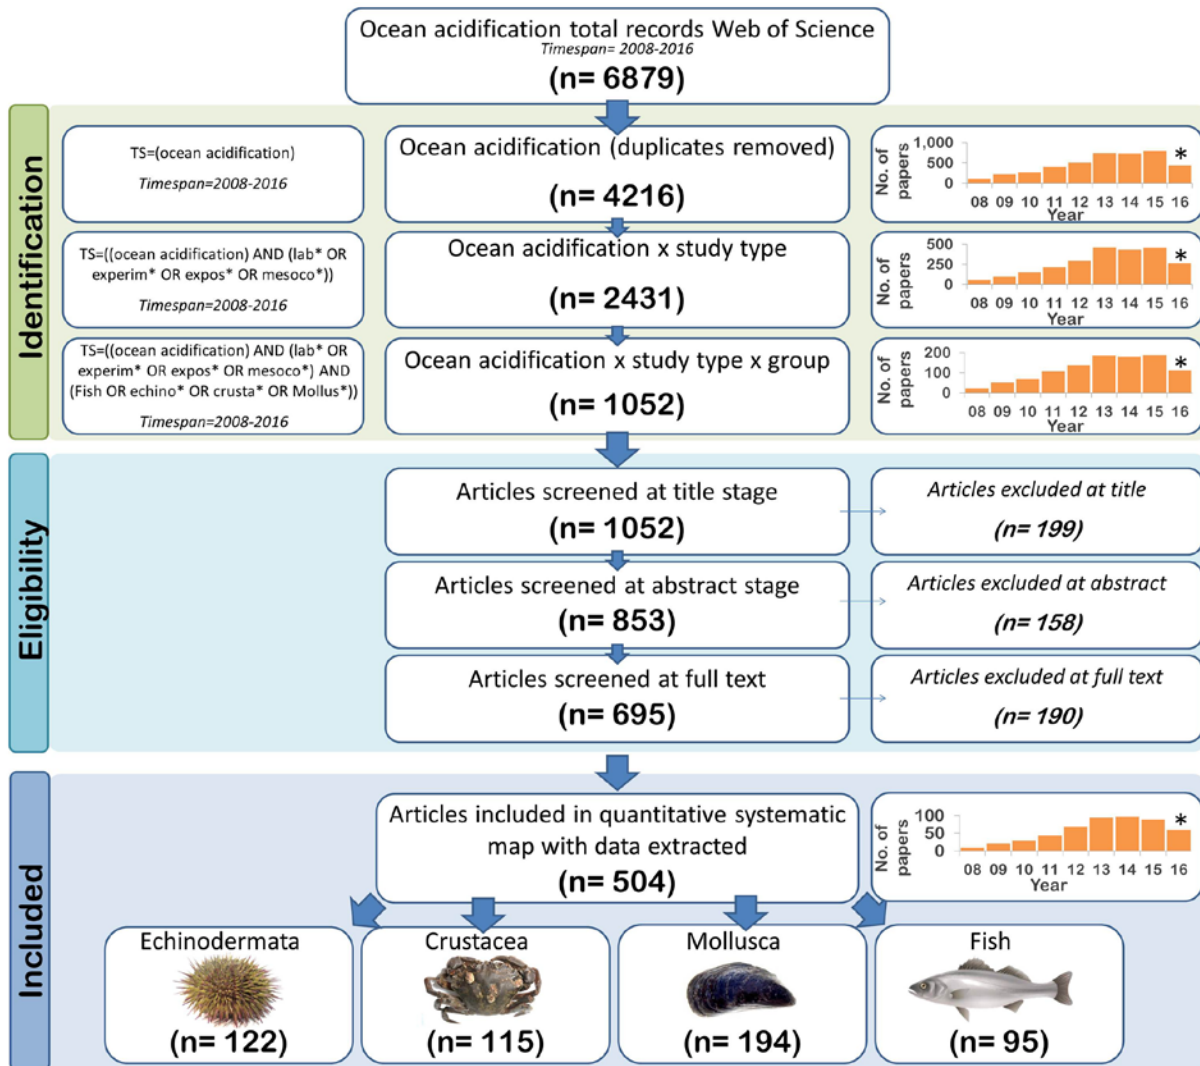 Ocean acidification total records Web of Science
Timespan= 2008-2016
(n= 6879)
Identification
TS=(ocean acidification)
Timespan=2008-2016
Ocean acidification (duplicates removed)
(n= 4216)
No. of
papers
1,000
500
0
*
08 09 10 11 12 13 14 15 16
Year
TS=((ocean acidification) AND (lab* OR
experim* OR expos* OR mesoco*))
Timespan=2008-2016
Ocean acidification x study type
(n= 2431)
No. of
papers
500
250
0
*
08 09 10 11 12 13 14 15 16
Year
TS=((ocean acidification) AND (lab* OR
experim* OR expos* OR mesoco*) AND
(Fish OR echino* OR crusta* OR Mollus*))
Timespan=2008-2016
Ocean acidification x study type x group
(n= 1052)
No. of
papers
200
100
0
*
08 09 10 11 12 13 14 15 16
Year
Eligibility
Articles screened at title stage
(n= 1052)
Articles excluded at title
(n= 199)
Articles screened at abstract stage
(n= 853)
Articles excluded at abstract
(n= 158)
Articles screened at full text
(n= 695)
Articles excluded at full text
(n= 190)
Included
Articles included in quantitative systematic
map with data extracted
(n= 504)
No. of
papers
100
50
0
*
08 09 10 11 12 13 14 15 16
Year
Echinodermata
(n= 122)
Crustacea
(n= 115)
Mollusca
(n= 194)
Fish
(n= 95)